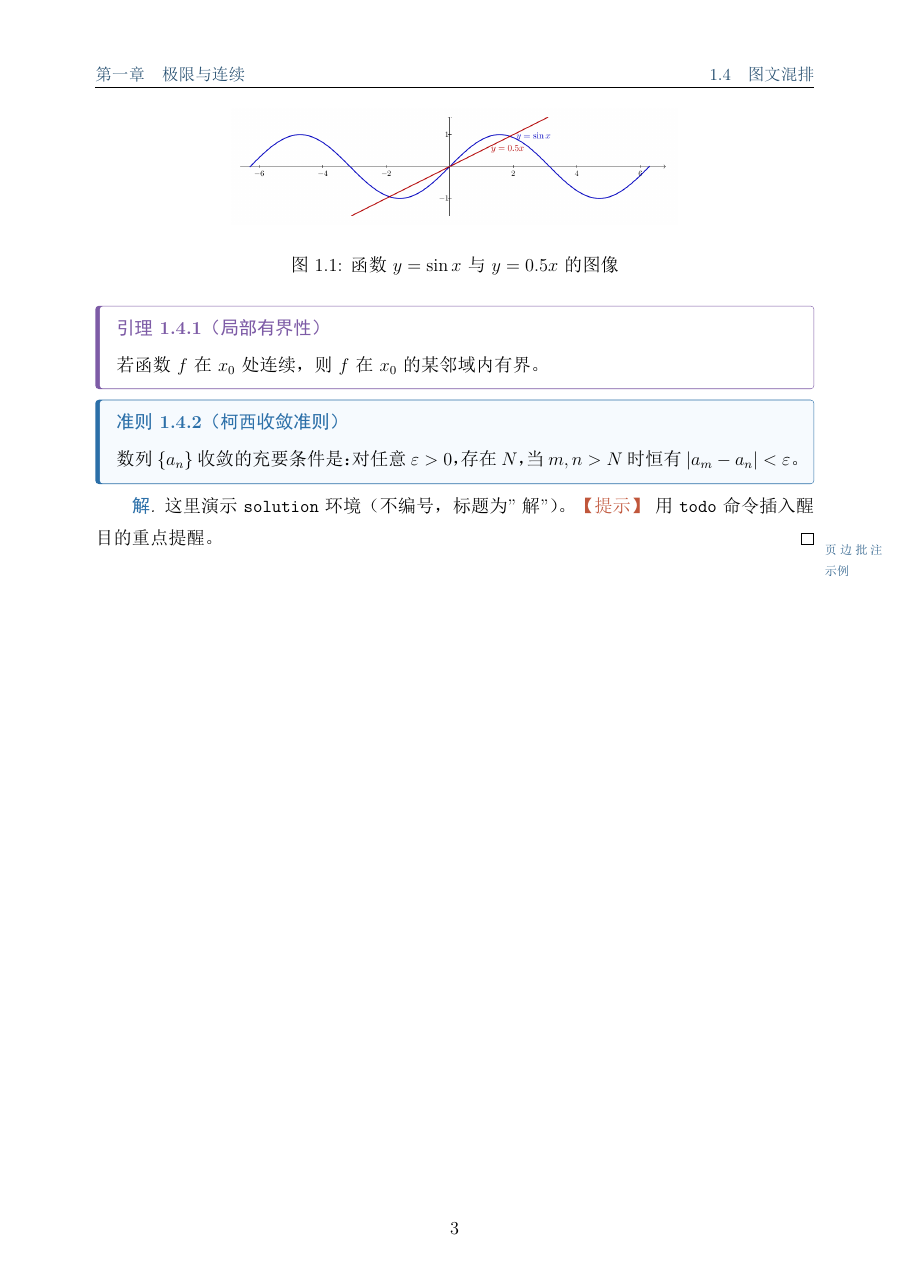 第一章 极限与连续 1.4 图文混排
1
y = sin x
y = 0.5x
−6 −4 −2 2 4 6
−1
图 1.1: 函数 y = sin x 与 y = 0.5x 的图像
引理 1.4.1（局部有界性）
若函数 f 在 x₀ 处连续，则 f 在 x₀ 的某邻域内有界。
准则 1.4.2（柯西收敛准则）
数列 {aₙ} 收敛的充要条件是：对任意 ε > 0，存在 N，当 m, n > N 时恒有 |aₘ − aₙ| < ε。
解. 这里演示 solution 环境（不编号，标题为” 解”）。【提示】 用 todo 命令插入醒
目的重点提醒。
页边批注
示例
3